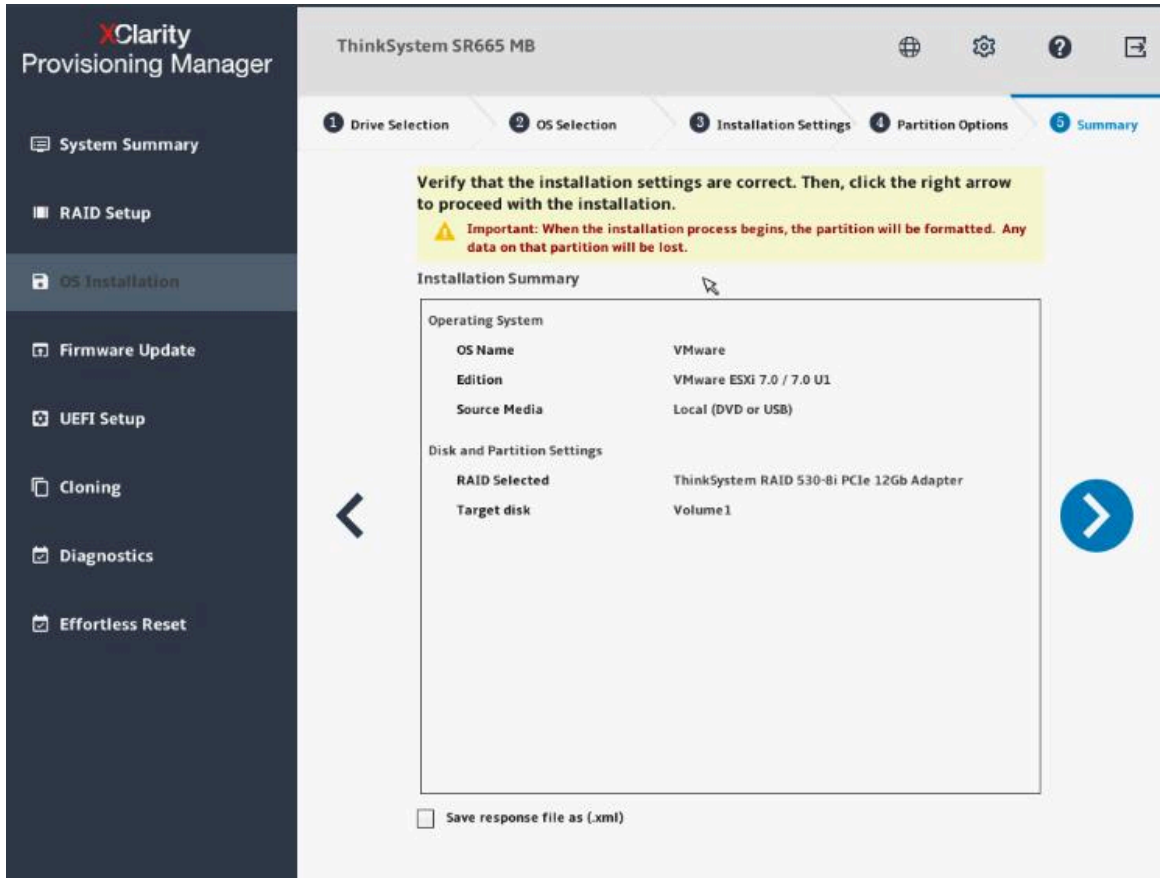 XClarity
Provisioning Manager
System Summary
RAID Setup
OS Installation
Firmware Update
UEFI Setup
Cloning
Diagnostics
Effortless Reset
ThinkSystem SR665 MB
?
1 Drive Selection
2 OS Selection
3 Installation Settings
4 Partition Options
5 Summary
Verify that the installation settings are correct. Then, click the right arrow
to proceed with the installation.
Important: When the installation process begins, the partition will be formatted. Any
data on that partition will be lost.
Installation Summary
Operating System
OS Name VMware
Edition VMware ESXi 7.0 / 7.0 U1
Source Media Local (DVD or USB)
Disk and Partition Settings
RAID Selected ThinkSystem RAID 530-8i PCIe 12Gb Adapter
Target disk Volume1
Save response file as (.xml)